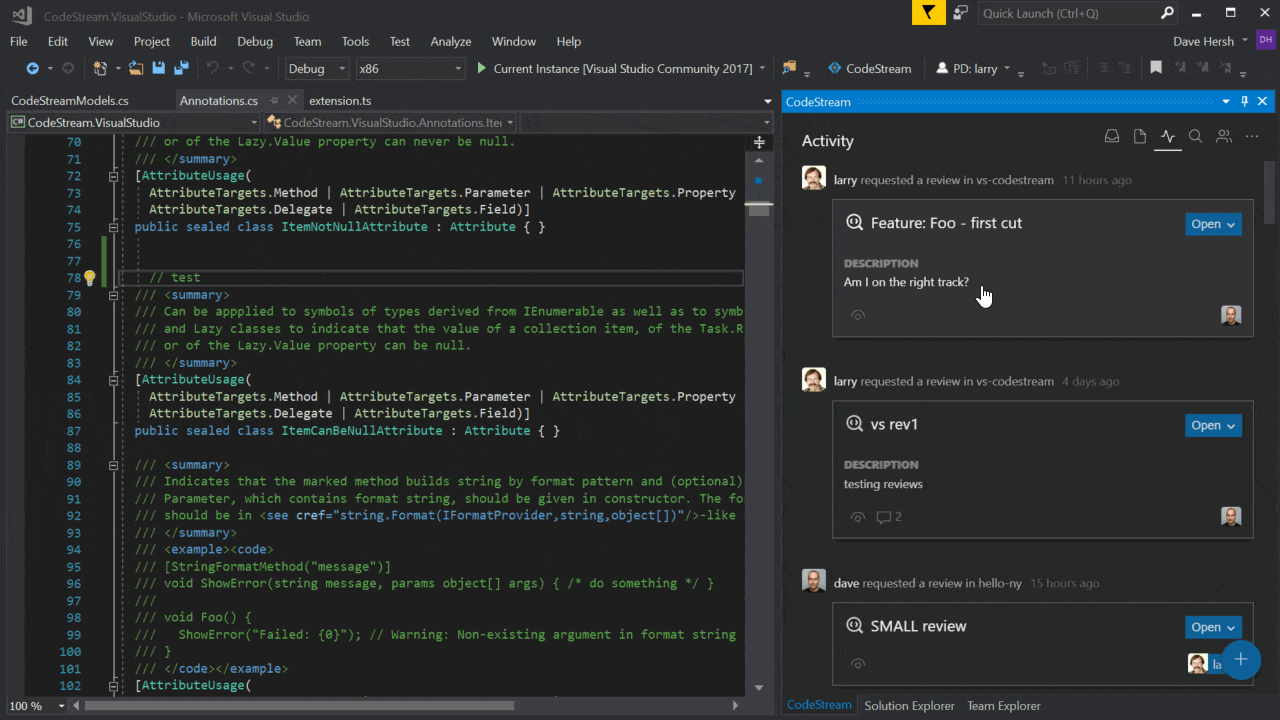 CodeStream.VisualStudio - Microsoft Visual Studio
Quick Launch (Ctrl+Q)
File Edit View Project Build Debug Team Tools Test Analyze Window Help
Dave Hersh DH
Debug x86 Current Instance [Visual Studio Community 2017] CodeStream PD: larry
CodeStreamModels.cs Annotations.cs extension.ts
C# CodeStream.VisualStudio CodeStream.VisualStudio.Annotations.Ite
70 /// or of the Lazy.Value property can never be null.
71 /// </summary>
72 [AttributeUsage(
73 AttributeTargets.Method | AttributeTargets.Parameter | AttributeTargets.Property
74 AttributeTargets.Delegate | AttributeTargets.Field)]
75 public sealed class ItemNotNullAttribute : Attribute { }
76
77
78 // test
79 /// <summary>
80 /// Can be appplied to symbols of types derived from IEnumerable as well as to symb
81 /// and Lazy classes to indicate that the value of a collection item, of the Task.R
82 /// or of the Lazy.Value property can be null.
83 /// </summary>
84 [AttributeUsage(
85 AttributeTargets.Method | AttributeTargets.Parameter | AttributeTargets.Property
86 AttributeTargets.Delegate | AttributeTargets.Field)]
87 public sealed class ItemCanBeNullAttribute : Attribute { }
88
89 /// <summary>
90 /// Indicates that the marked method builds string by format pattern and (optional)
91 /// Parameter, which contains format string, should be given in constructor. The fo
92 /// should be in <see cref="string.Format(IFormatProvider,string,object[])"/>-like
93 /// </summary>
94 /// <example><code>
95 /// [StringFormatMethod("message")]
96 /// void ShowError(string message, params object[] args) { /* do something */ }
97 ///
98 /// void Foo() {
99 /// ShowError("Failed: {0}"); // Warning: Non-existing argument in format string
100 /// }
101 /// </code></example>
102 [AttributeUsage(
100 %
CodeStream
Activity
larry requested a review in vs-codestream 11 hours ago
Feature: Foo - first cut Open
DESCRIPTION
Am I on the right track?
larry requested a review in vs-codestream 4 days ago
vs rev1 Open
DESCRIPTION
testing reviews
2
dave requested a review in hello-ny 15 hours ago
SMALL review Open
la
CodeStream Solution Explorer Team Explorer